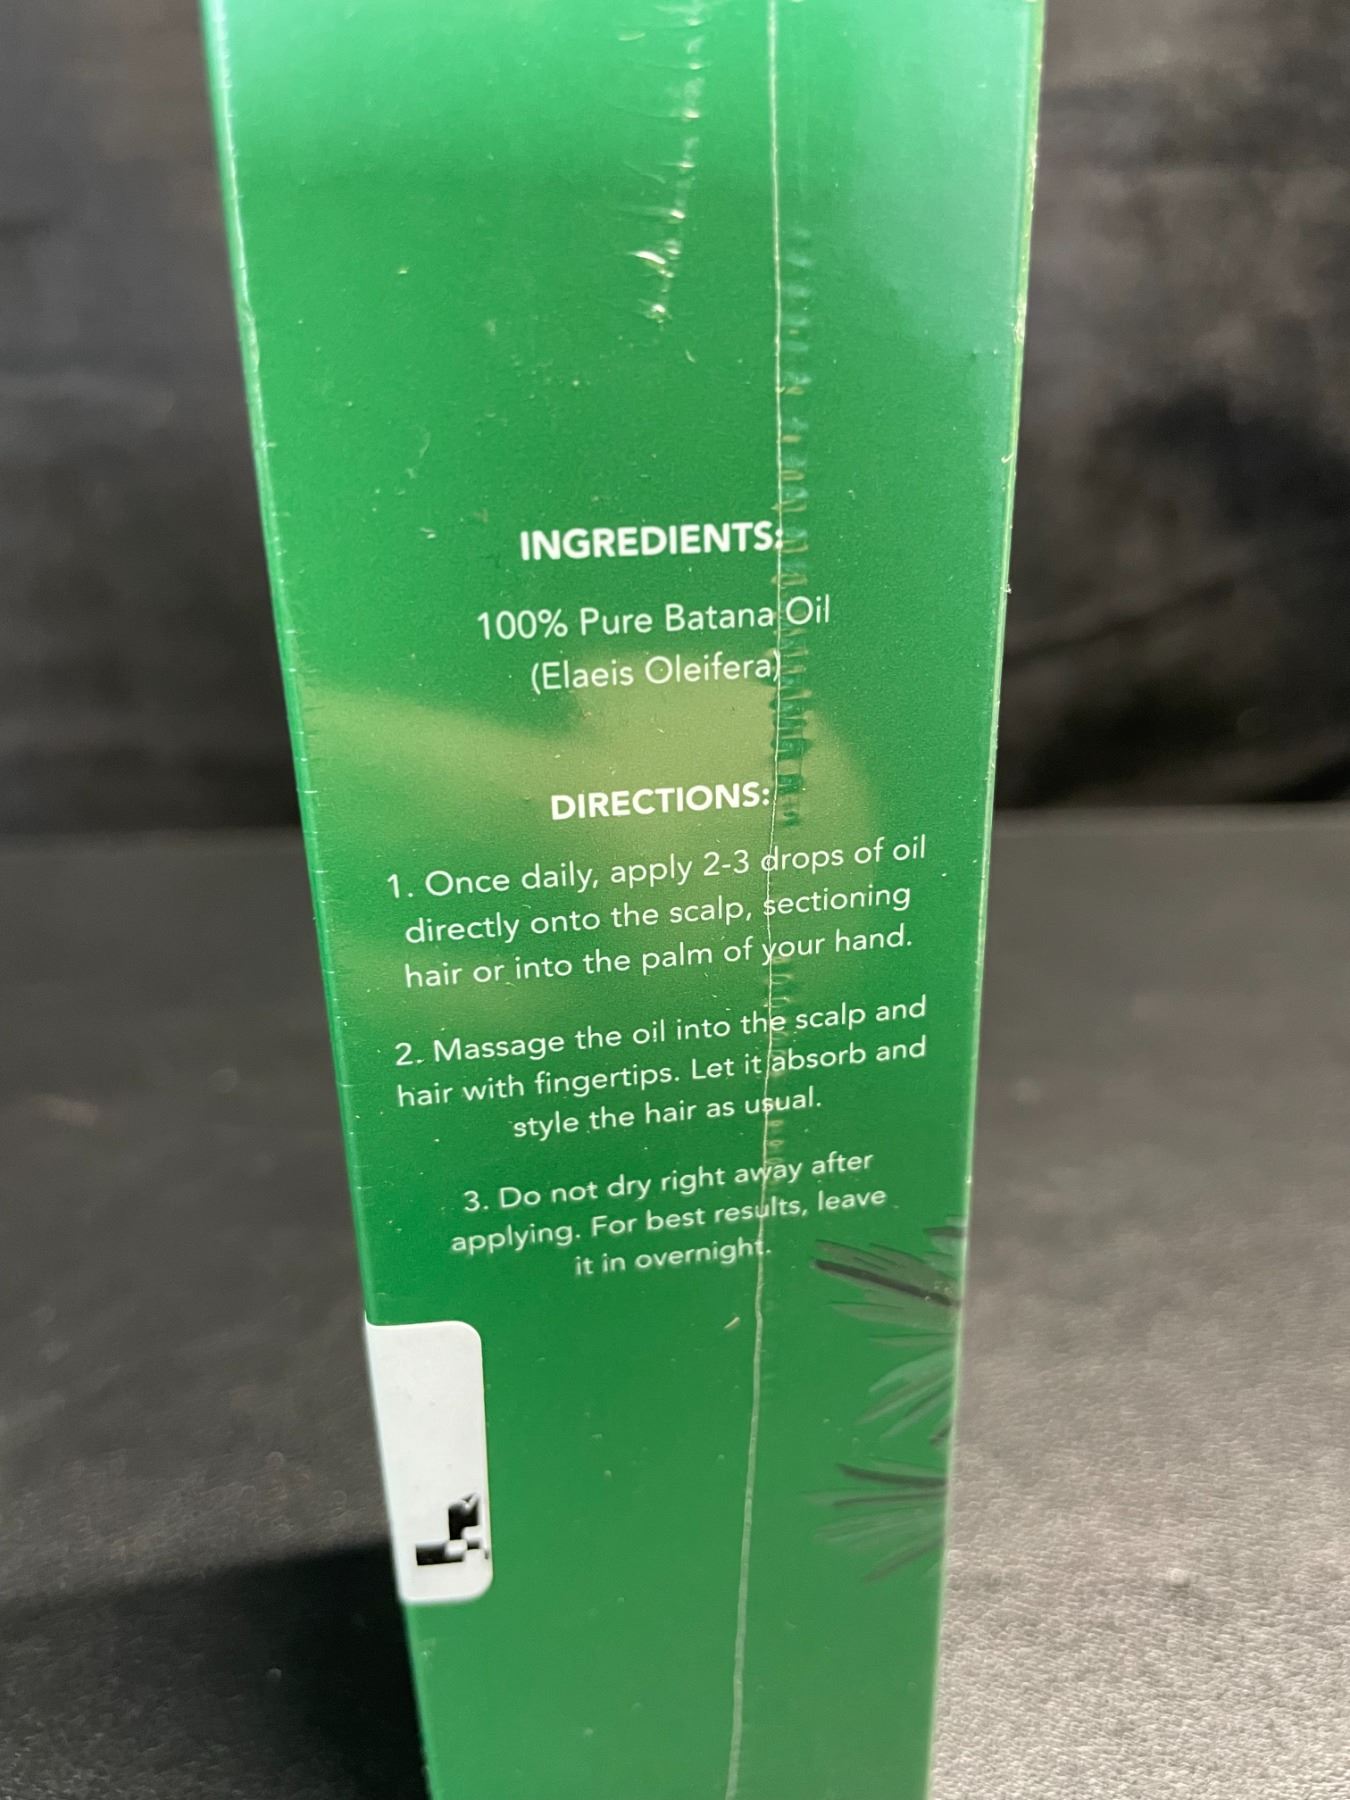 INGREDIENTS:
100% Pure Batana Oil
(Elaeis Oleifera)
DIRECTIONS:
1. Once daily, apply 2-3 drops of oil
directly onto the scalp, sectioning
hair or into the palm of your hand.
2. Massage the oil into the scalp and
hair with fingertips. Let it absorb and
style the hair as usual.
3. Do not dry right away after
applying. For best results, leave
it in overnight.